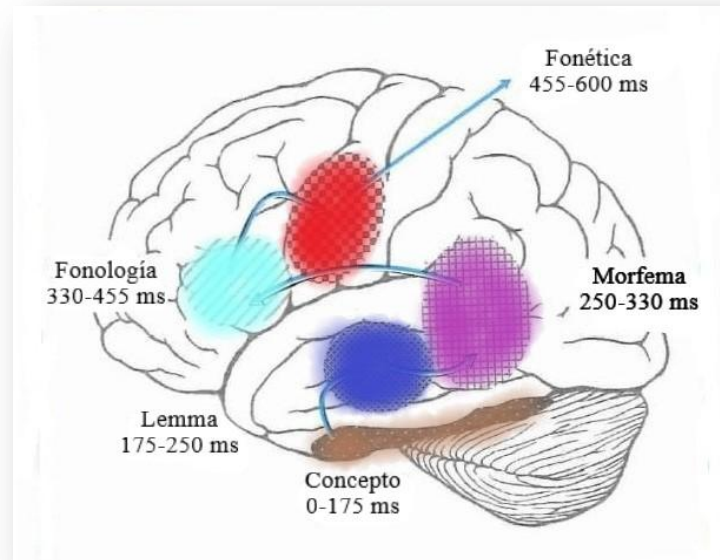 Fonética
455-600 ms
Fonología
330-455 ms
Morfema
250-330 ms
Lemma
175-250 ms
Concepto
0-175 ms